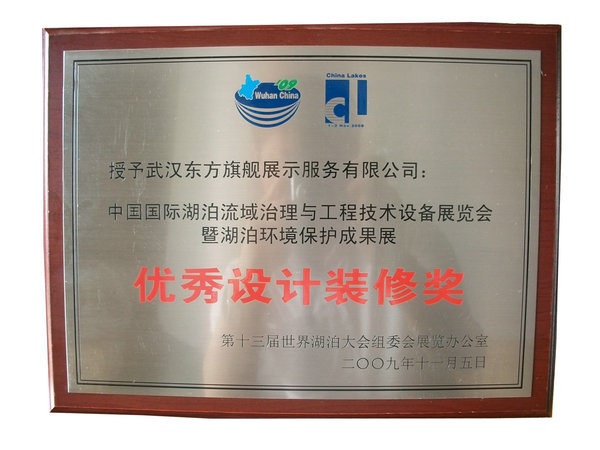 '09
Wuhan China
China Lakes
1-5 Nov 2009
授予武汉东方旗舰展示服务有限公司：
中国国际湖泊流域治理与工程技术设备展览会
暨湖泊环境保护成果展
优秀设计装修奖
第十三届世界湖泊大会组委会展览办公室
二〇〇九年十一月五日